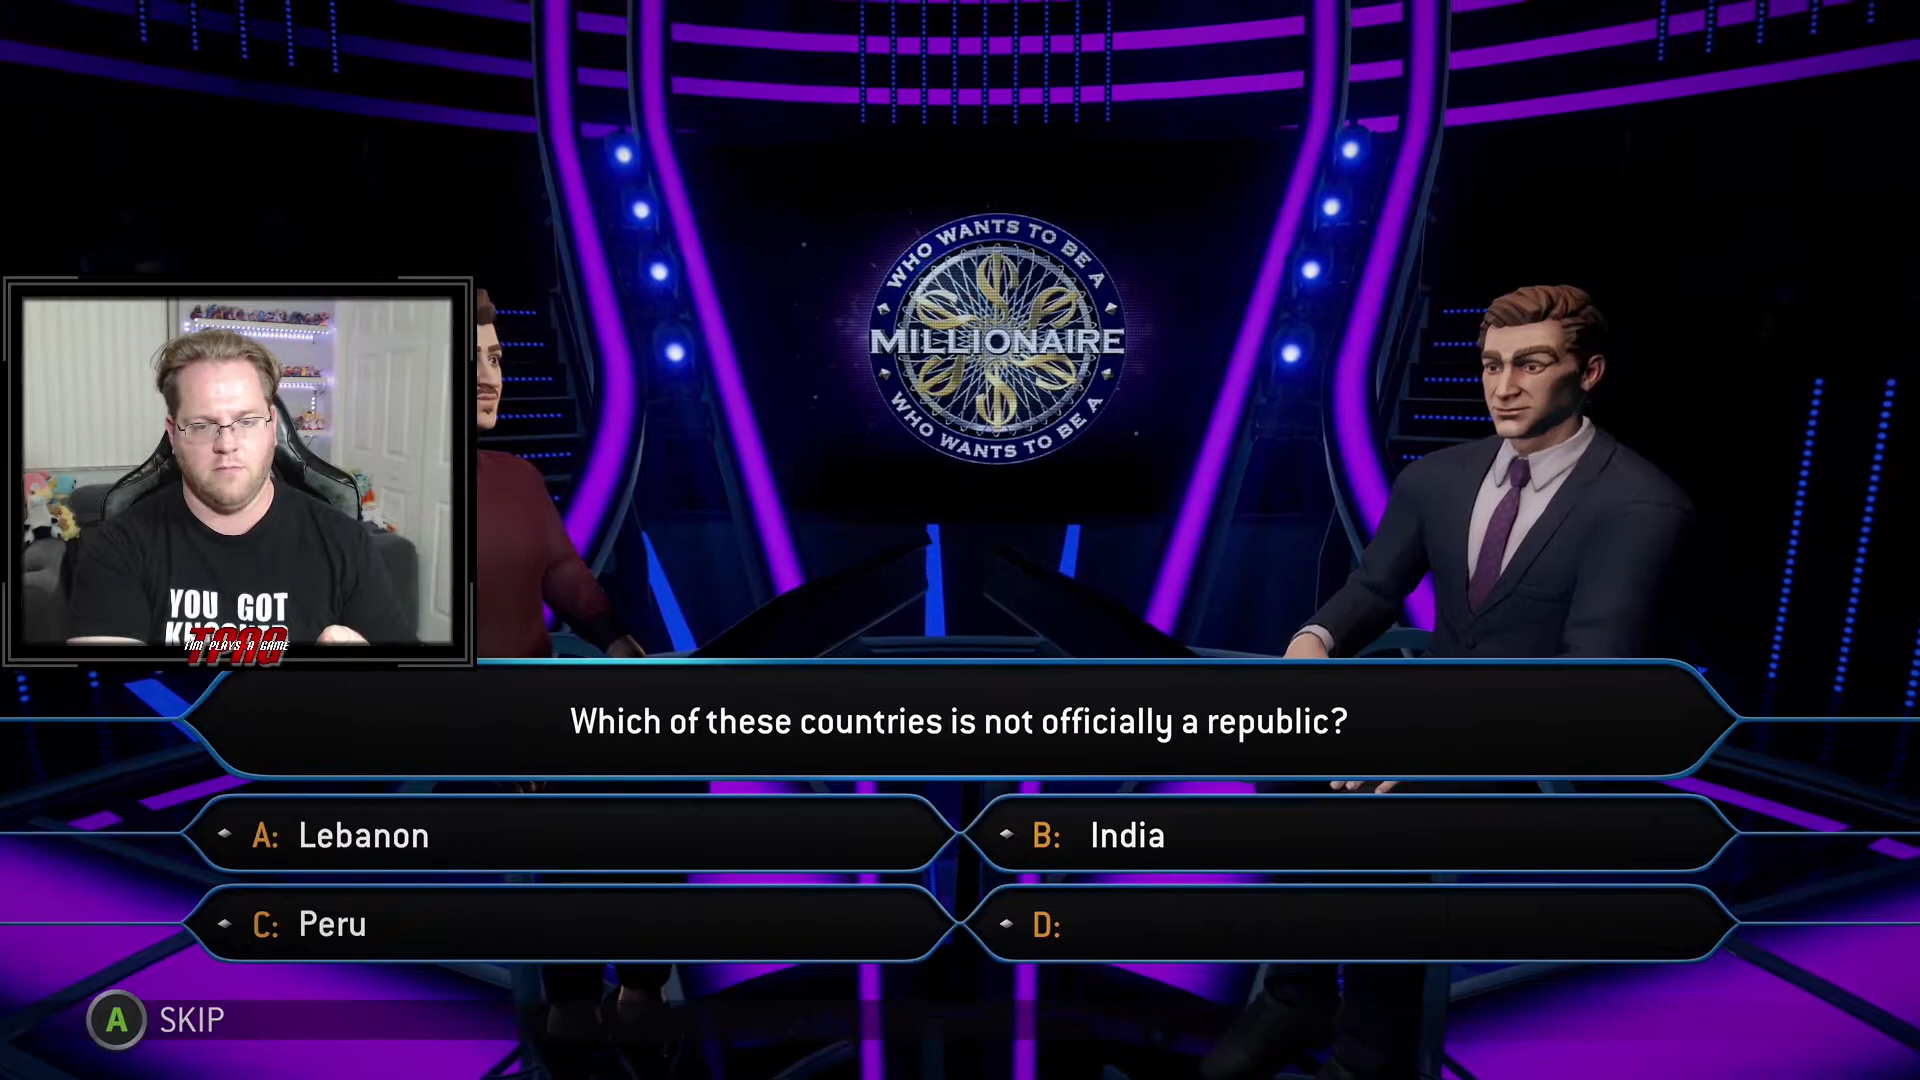 WHO WANTS TO BE A
MILLIONAIRE
WHO WANTS TO BE A
YOU GOT
TPAG
TIM PLAYS A GAME
Which of these countries is not officially a republic?
A: Lebanon
B: India
C: Peru
D:
A SKIP